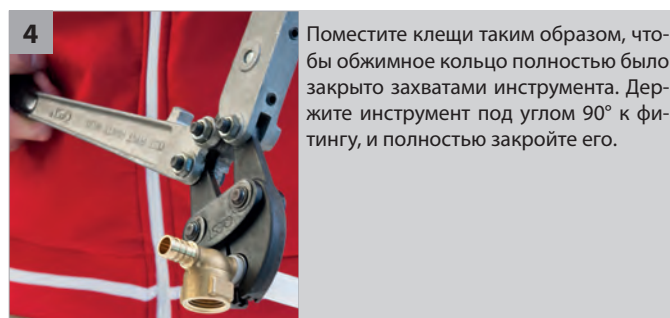 4
Поместите клещи таким образом, что-
бы обжимное кольцо полностью было
закрыто захватами инструмента. Дер-
жите инструмент под углом 90° к фи-
тингу, и полностью закройте его.